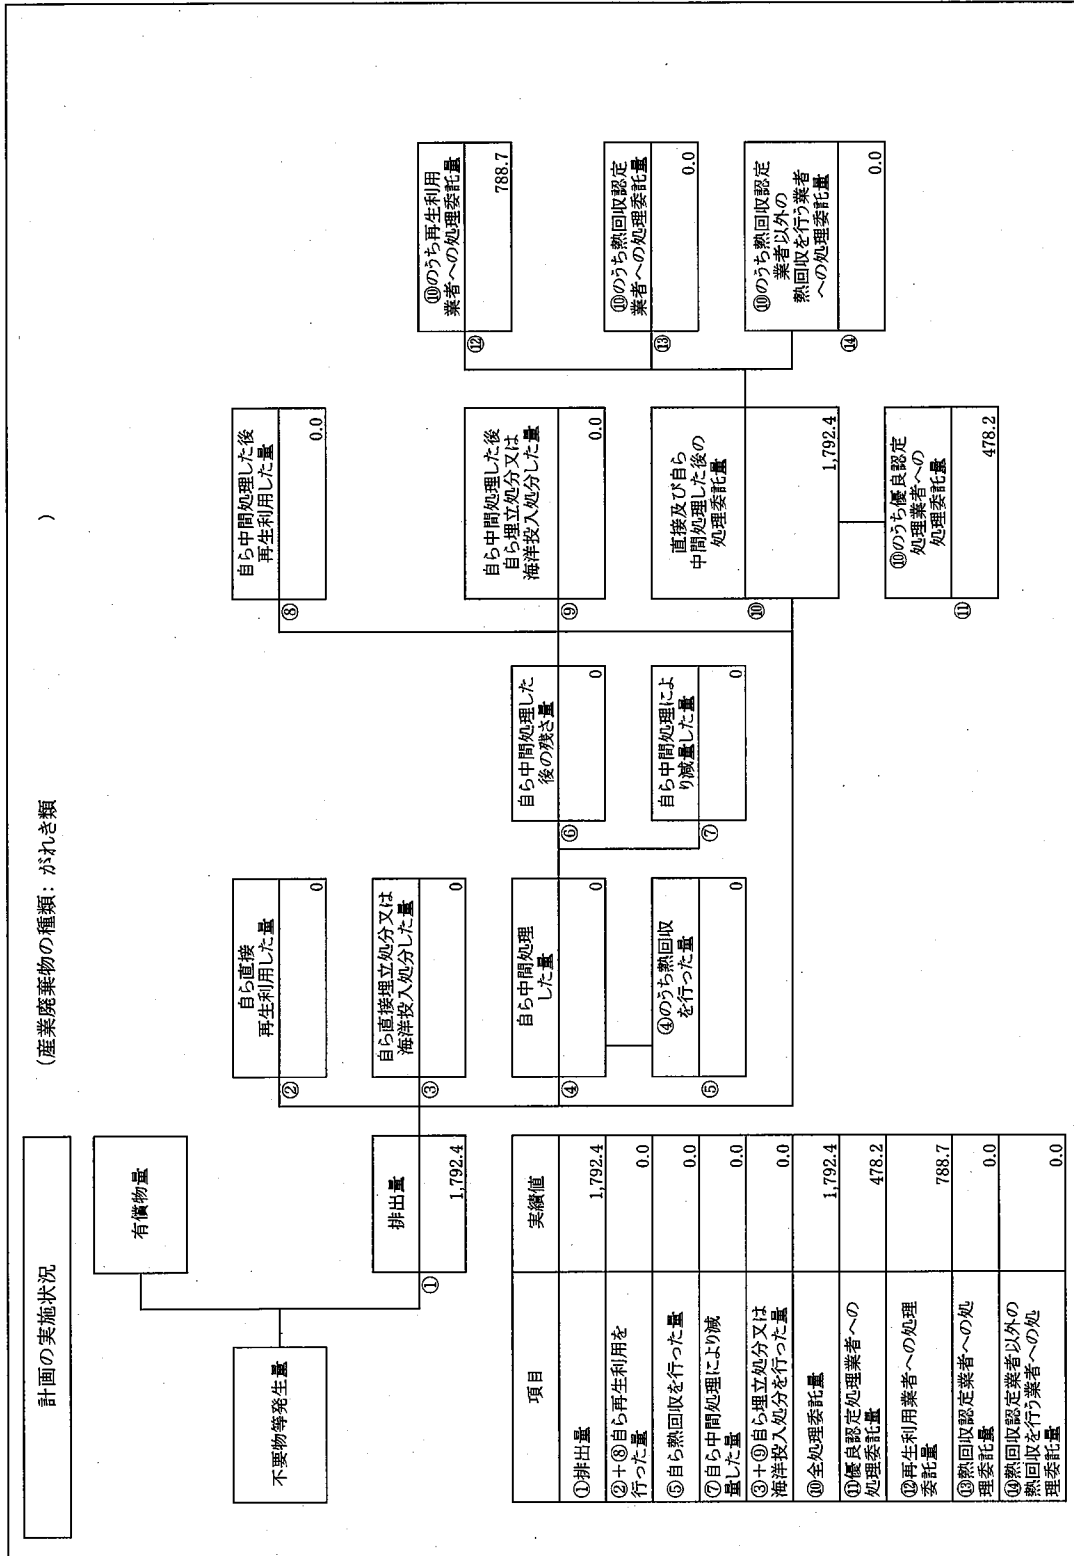 計画の実施状況
(産業廃棄物の種類: がれき類 )
不要物等発生量
有償物量
①
排出量
1,792.4
②
自ら直接
再生利用した量
0
③
自ら直接埋立処分又は
海洋投入処分した量
0
④
自ら中間処理
した量
0
⑤
④のうち熱回収
を行った量
0
⑥
自ら中間処理した
後の残さ量
0
⑦
自ら中間処理によ
り減量した量
0
⑧
自ら中間処理した後
再生利用した量
0.0
⑨
自ら中間処理した後
自ら埋立処分又は
海洋投入処分した量
0.0
⑩
直接及び自ら
中間処理した後の
処理委託量
1,792.4
⑪
⑩のうち優良認定
処理業者への
処理委託量
478.2
⑫
⑩のうち再生利用
業者への処理委託量
788.7
⑬
⑩のうち熱回収認定
業者への処理委託量
0.0
⑭
⑩のうち熱回収認定
業者以外の
熱回収を行う業者
への処理委託量
0.0
項目 実績値
①排出量 1,792.4
②+⑧自ら再生利用を
行った量 0.0
⑤自ら熱回収を行った量 0.0
⑦自ら中間処理により減
量した量 0.0
③+⑨自ら埋立処分又は
海洋投入処分を行った量 0.0
⑩全処理委託量 1,792.4
⑪優良認定処理業者への
処理委託量 478.2
⑫再生利用業者への処理
委託量 788.7
⑬熱回収認定業者への処
理委託量 0.0
⑭熱回収認定業者以外の
熱回収を行う業者への処
理委託量 0.0